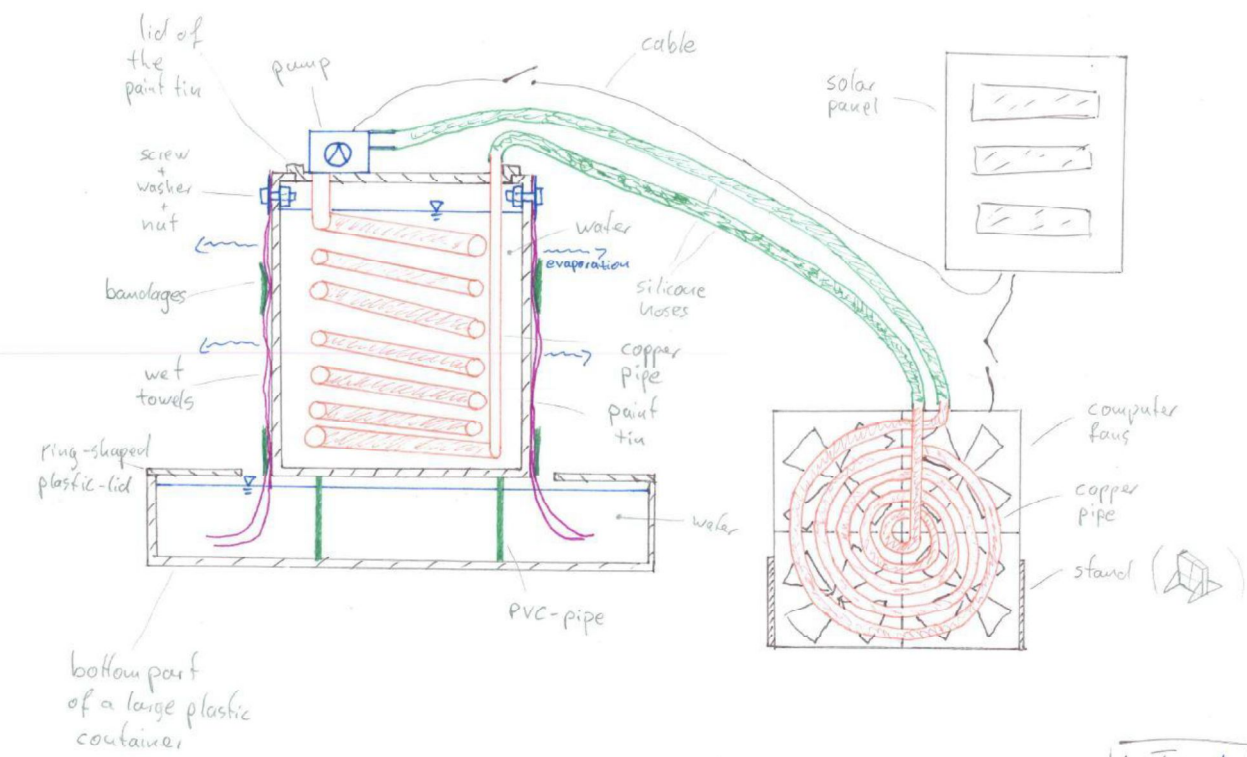 lid of
the
paint tin
pump
cable
solar
panel
screw
+
washer
+
nut
water
evaporation
silicone
hoses
bandages
copper
pipe
wet
towels
paint
tin
computer
fans
ring-shaped
plastic-lid
copper
pipe
water
stand
PVC-pipe
bottom part
of a large plastic
container